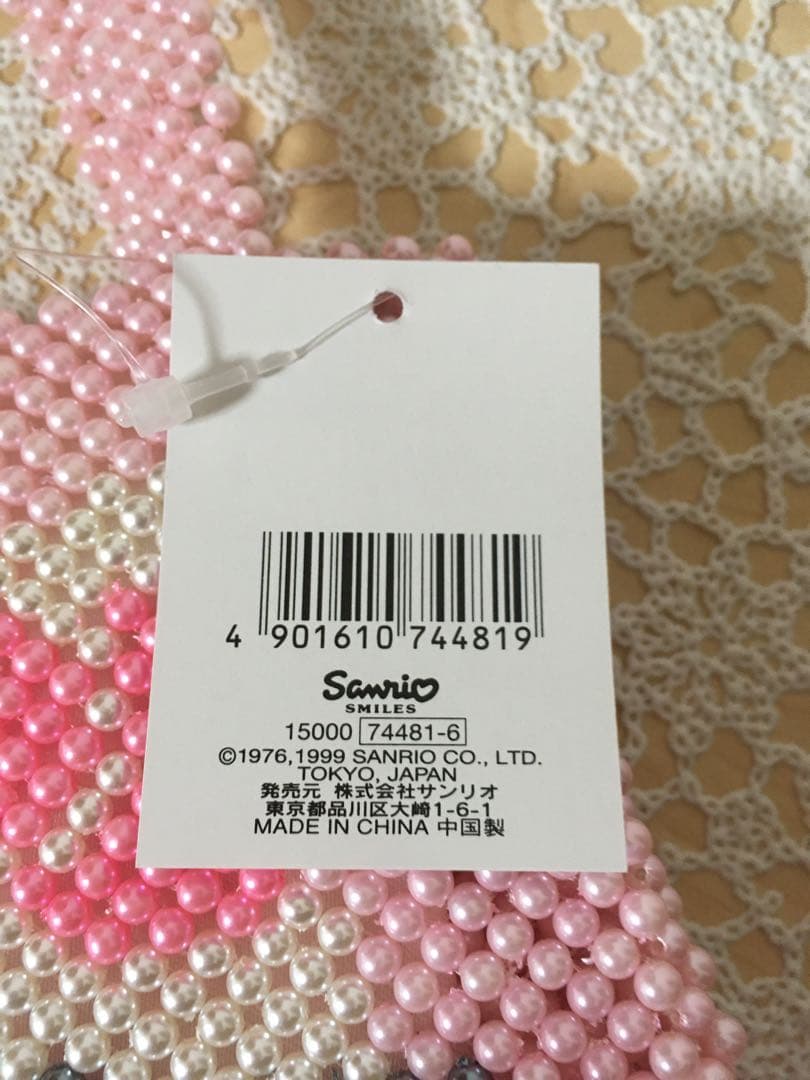 4 901610 744819
Sanrio
SMILES
15000 74481-6
©1976,1999 SANRIO CO., LTD.
TOKYO, JAPAN
発売元 株式会社サンリオ
東京都品川区大崎1-6-1
MADE IN CHINA 中国製